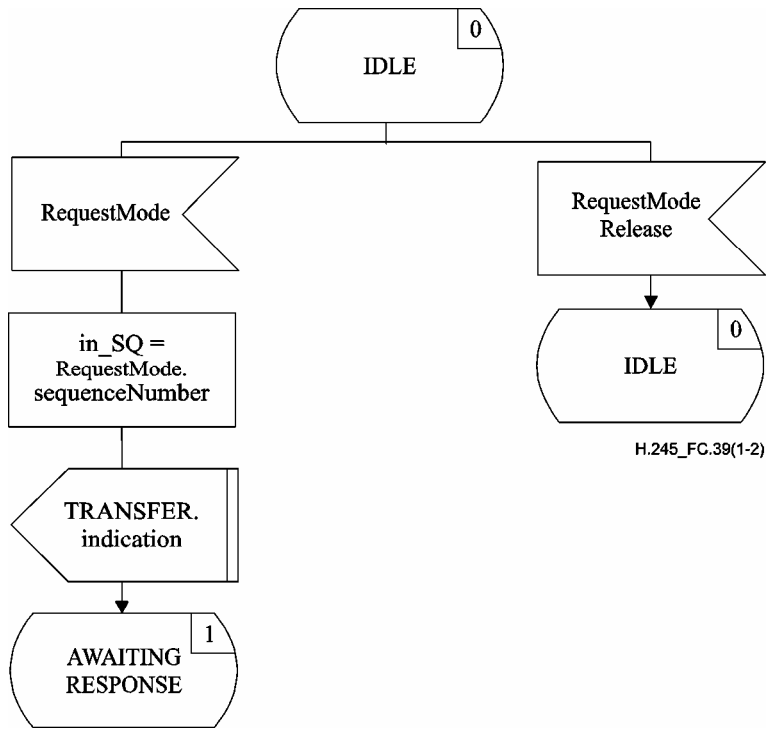 0
IDLE
RequestMode
in_SQ =
RequestMode.
sequenceNumber
TRANSFER.
indication
1
AWAITING
RESPONSE
RequestMode
Release
0
IDLE
H.245_FC.39(1-2)